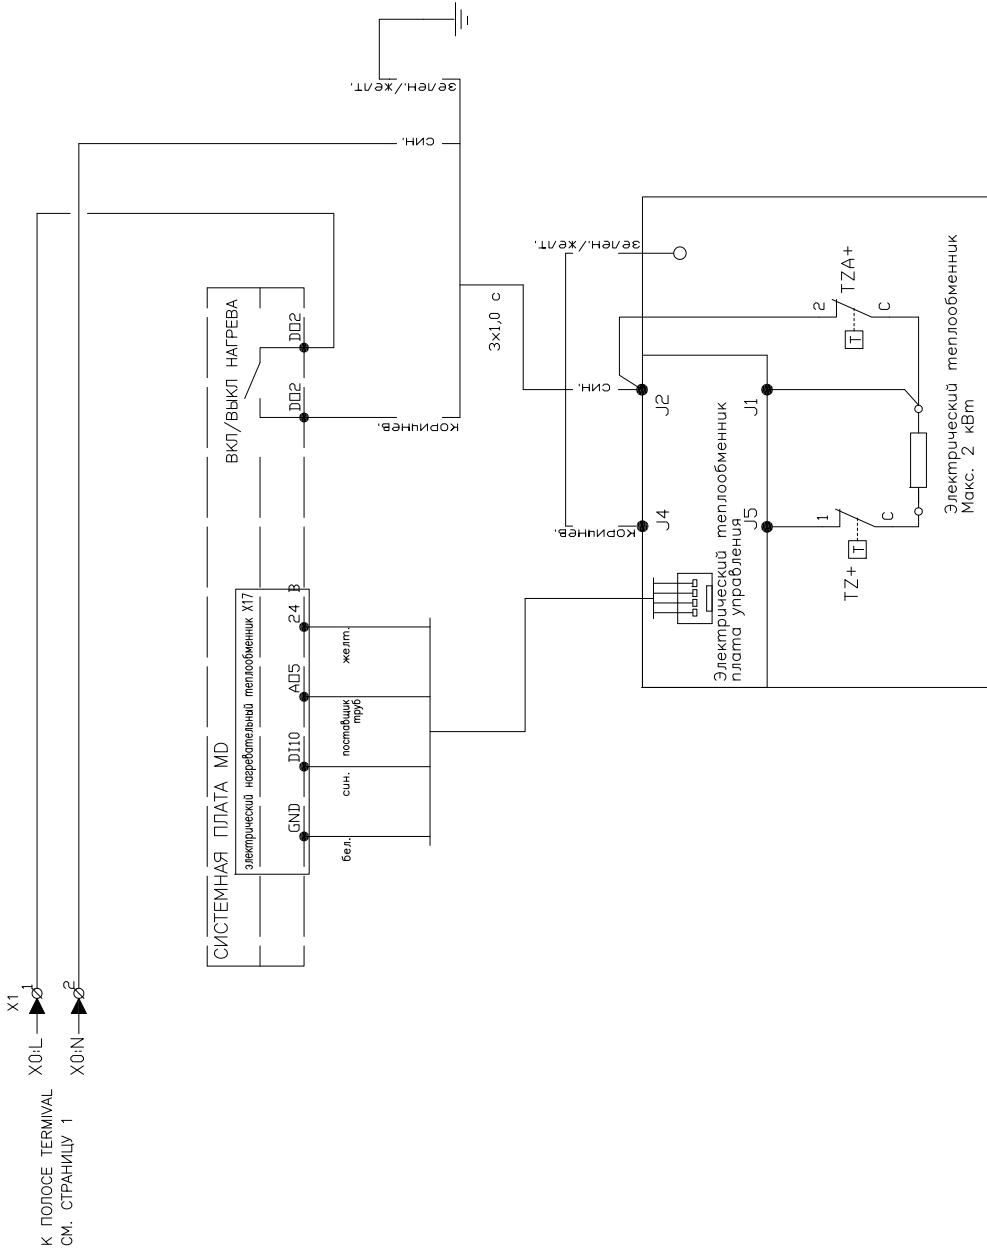 К ПОЛОСЕ TERMIVAL
СМ. СТРАНИЦУ 1
X1
X0:L
1
X0:N
2
СИСТЕМНАЯ ПЛАТА MD
электрический нагревательный теплообменник X17
GND
DI10
AO5
24 В
ВКЛ/ВЫКЛ НАГРЕВА
DO2
DO2
бел.
син.
поставщик
труб
желт.
коричнев.
син.
зелен./желт.
3x1,0 c
зелен./желт.
син.
коричнев.
J4
J2
Электрический теплообменник
плата управления
J5
J1
TZ+
T
1
C
TZA+
T
2
C
Электрический теплообменник
Макс. 2 кВт